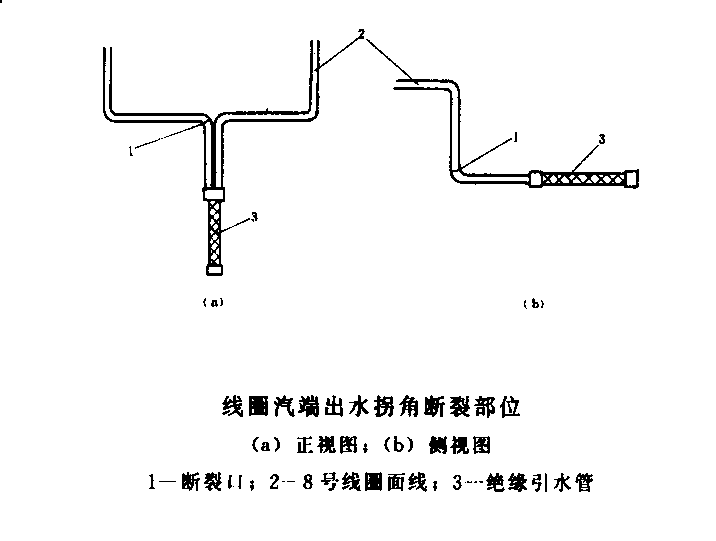 2
1
3
1
3
(a)
(b)
线圈汽端出水拐角断裂部位
(a) 正视图；(b) 侧视图
1—断裂口；2—8号线圈面线；3—绝缘引水管